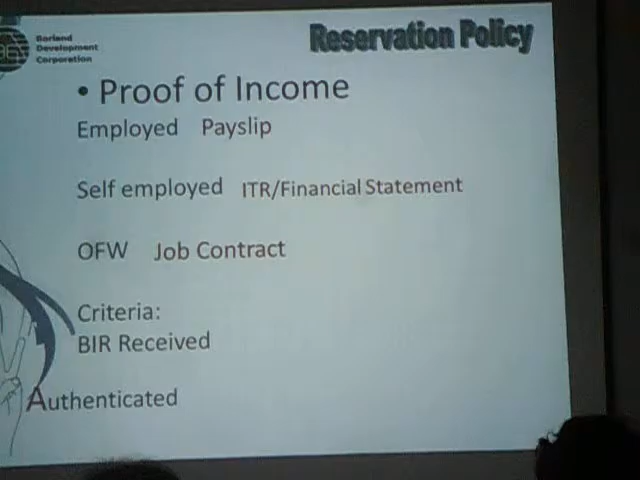 Borland
Development
Corporation
Reservation Policy
• Proof of Income
Employed Payslip
Self employed ITR/Financial Statement
OFW Job Contract
Criteria:
BIR Received
Authenticated